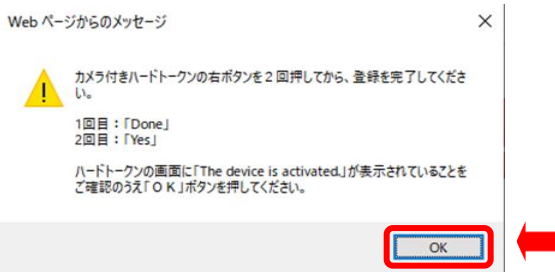 Web ページからのメッセージ
カメラ付きハードトークンの右ボタンを2回押してから、登録を完了してくださ
い。
1回目：「Done」
2回目：「Yes」
ハードトークンの画面に「The device is activated.」が表示されていることを
ご確認のうえ「ＯＫ」ボタンを押してください。
OK